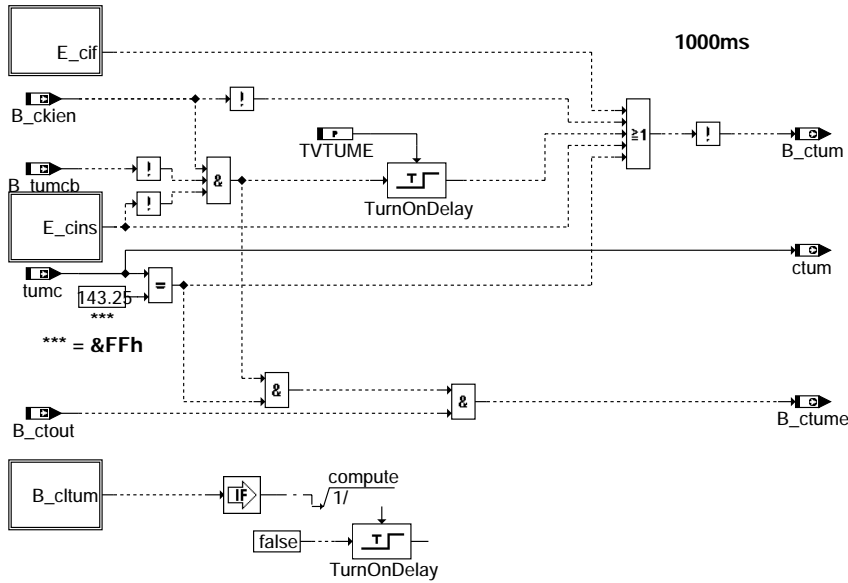 E_cif
1000ms
B_ckien
!
P
TVTUME
≥1
!
B_ctum
B_tumcb
!
&
T
TurnOnDelay
E_cins
!
tumc
=
ctum
143.25
***
*** = &FFh
&
&
B_ctout
B_ctume
B_cltum
IF
compute
1/
false
T
TurnOnDelay